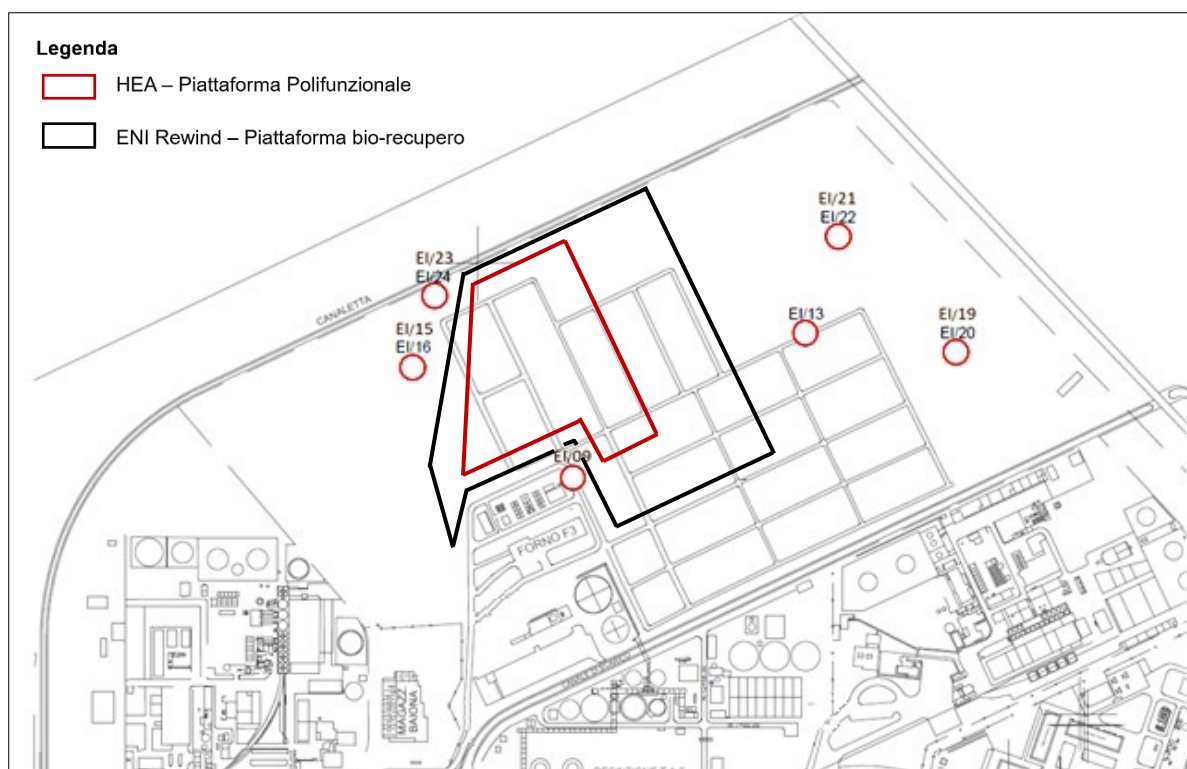 Legenda
HEA – Piattaforma Polifunzionale
ENI Rewind – Piattaforma bio-recupero
EI/21
EI/22
EI/23
EI/24
CANALETTA
EI/15
EI/16
EI/13
EI/19
EI/20
EI/09
FORNO F3
MAGAZZ.
BAIONA